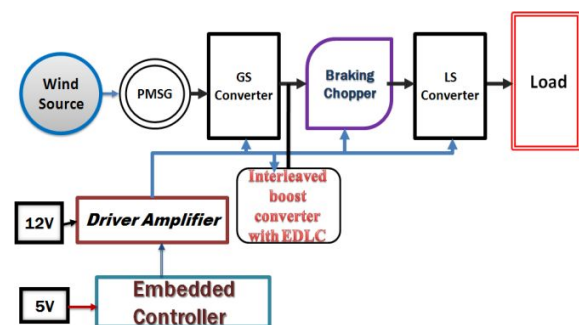 Wind
Source
PMSG
GS
Converter
Braking
Chopper
LS
Converter
Load
Interleaved
boost
converter
with EDLC
12V
Driver Amplifier
5V
Embedded
Controller